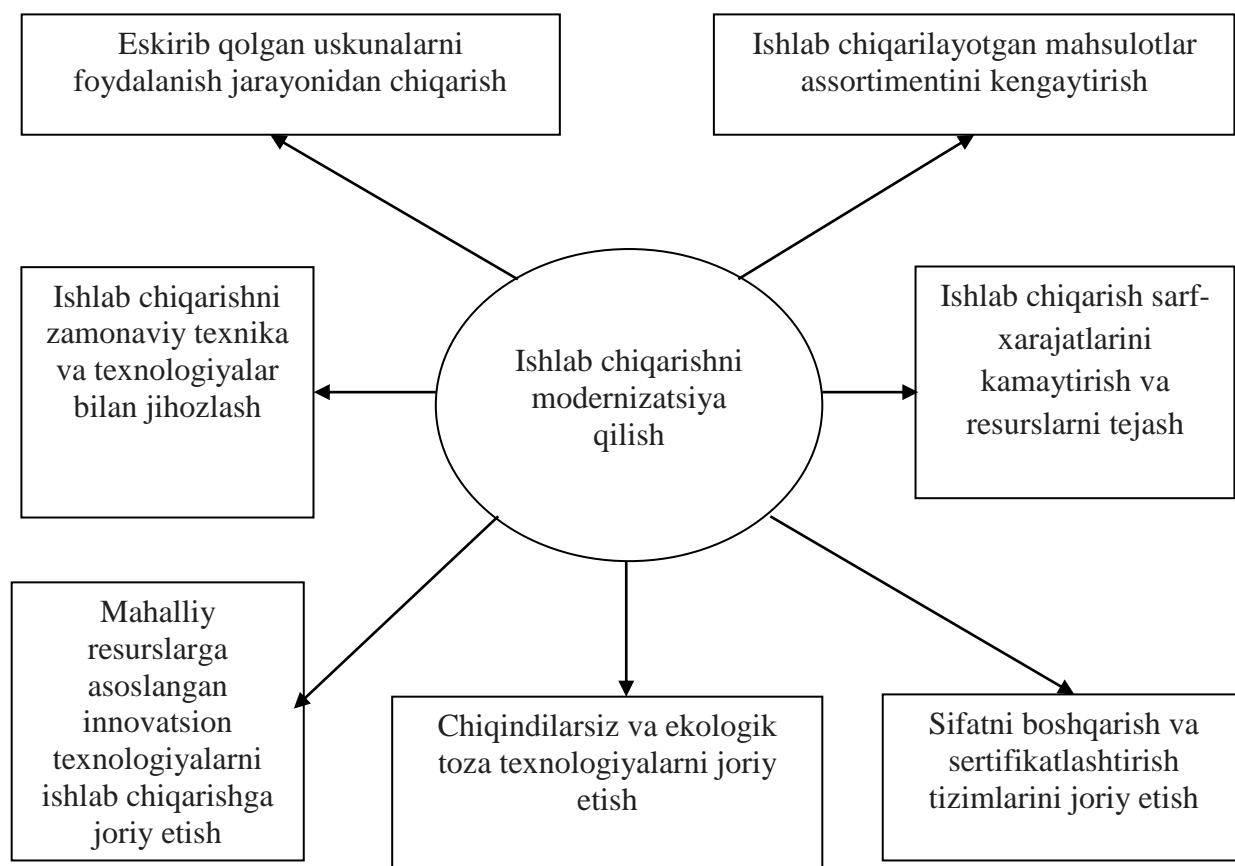 Eskirib qolgan uskunalarni
foydalanish jarayonidan chiqarish
Ishlab chiqarilayotgan mahsulotlar
assortimentini kengaytirish
Ishlab chiqarishni
zamonaviy texnika
va texnologiyalar
bilan jihozlash
Ishlab chiqarishni
modernizatsiya
qilish
Ishlab chiqarish sarf-
xarajatlarini
kamaytirish va
resurslarni tejash
Mahalliy
resurslarga
asoslangan
innovatsion
texnologiyalarni
ishlab chiqarishga
joriy etish
Chiqindilarsiz va ekologik
toza texnologiyalarni joriy
etish
Sifatni boshqarish va
sertifikatlashtirish
tizimlarini joriy etish